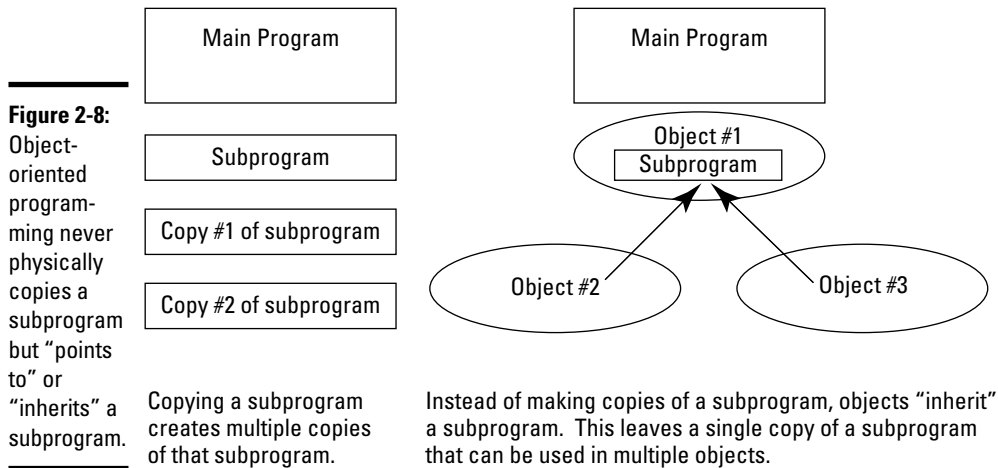 Figure 2-8:
Object-
oriented
program-
ming never
physically
copies a
subprogram
but “points
to” or
“inherits” a
subprogram.
Main Program
Subprogram
Copy #1 of subprogram
Copy #2 of subprogram
Copying a subprogram
creates multiple copies
of that subprogram.
Main Program
Object #1
Subprogram
Object #2
Object #3
Instead of making copies of a subprogram, objects “inherit”
a subprogram.  This leaves a single copy of a subprogram
that can be used in multiple objects.